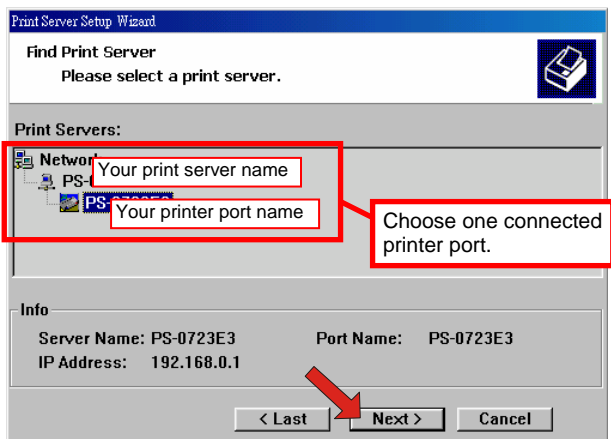 Print Server Setup Wizard
Find Print Server
Please select a print server.
Print Servers:
Your print server name
Your printer port name
Choose one connected
printer port.
Info
Server Name: PS-0723E3 Port Name: PS-0723E3
IP Address: 192.168.0.1
< Last Next > Cancel